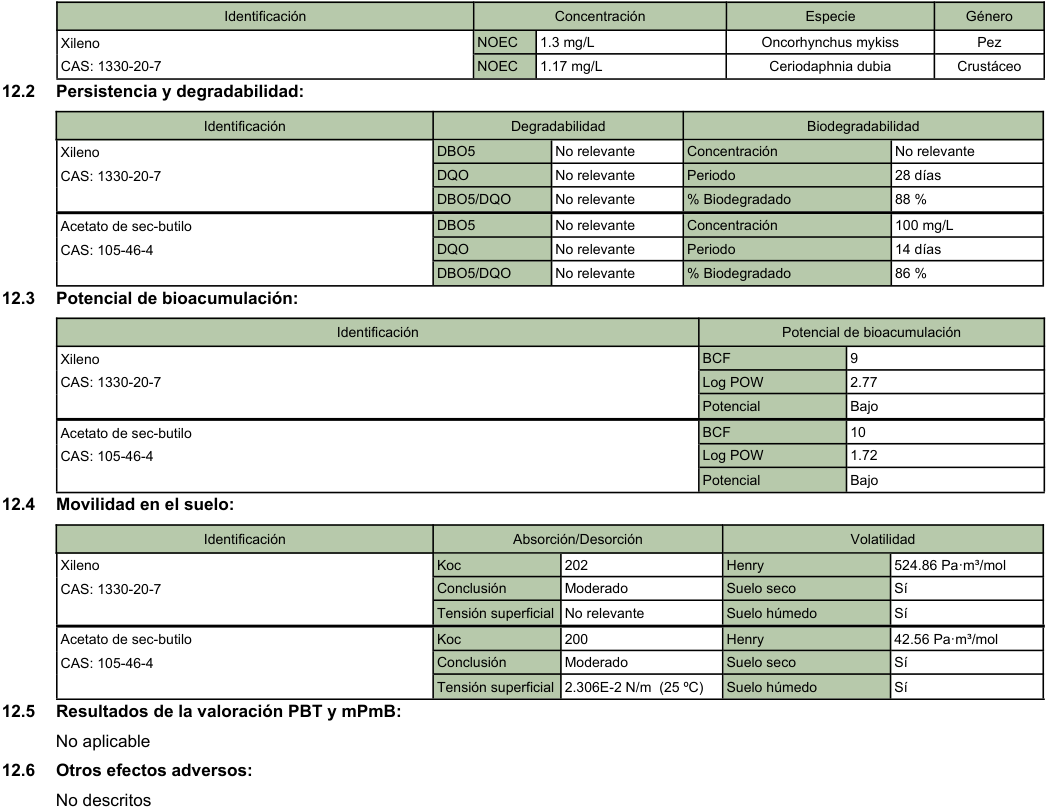 Identificación Concentración Especie Género
Xileno NOEC 1.3 mg/L Oncorhynchus mykiss Pez
CAS: 1330-20-7 NOEC 1.17 mg/L Ceriodaphnia dubia Crustáceo
12.2 Persistencia y degradabilidad:
Identificación Degradabilidad Biodegradabilidad
Xileno DBO5 No relevante Concentración No relevante
CAS: 1330-20-7 DQO No relevante Periodo 28 días
DBO5/DQO No relevante % Biodegradado 88 %
Acetato de sec-butilo DBO5 No relevante Concentración 100 mg/L
CAS: 105-46-4 DQO No relevante Periodo 14 días
DBO5/DQO No relevante % Biodegradado 86 %
12.3 Potencial de bioacumulación:
Identificación Potencial de bioacumulación
Xileno BCF 9
CAS: 1330-20-7 Log POW 2.77
Potencial Bajo
Acetato de sec-butilo BCF 10
CAS: 105-46-4 Log POW 1.72
Potencial Bajo
12.4 Movilidad en el suelo:
Identificación Absorción/Desorción Volatilidad
Xileno Koc 202 Henry 524.86 Pa·m³/mol
CAS: 1330-20-7 Conclusión Moderado Suelo seco Sí
Tensión superficial No relevante Suelo húmedo Sí
Acetato de sec-butilo Koc 200 Henry 42.56 Pa·m³/mol
CAS: 105-46-4 Conclusión Moderado Suelo seco Sí
Tensión superficial 2.306E-2 N/m (25 ºC) Suelo húmedo Sí
12.5 Resultados de la valoración PBT y mPmB:
No aplicable
12.6 Otros efectos adversos:
No descritos